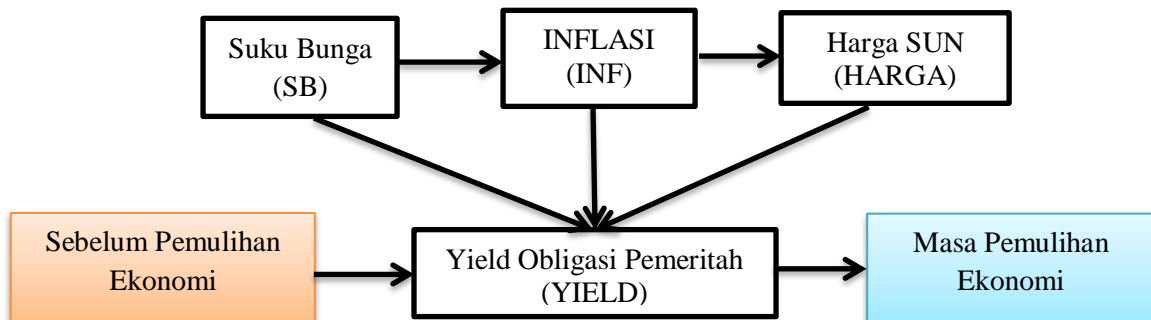 Suku Bunga
(SB)
INFLASI
(INF)
Harga SUN
(HARGA)
Sebelum Pemulihan
Ekonomi
Yield Obligasi Pemeritah
(YIELD)
Masa Pemulihan
Ekonomi